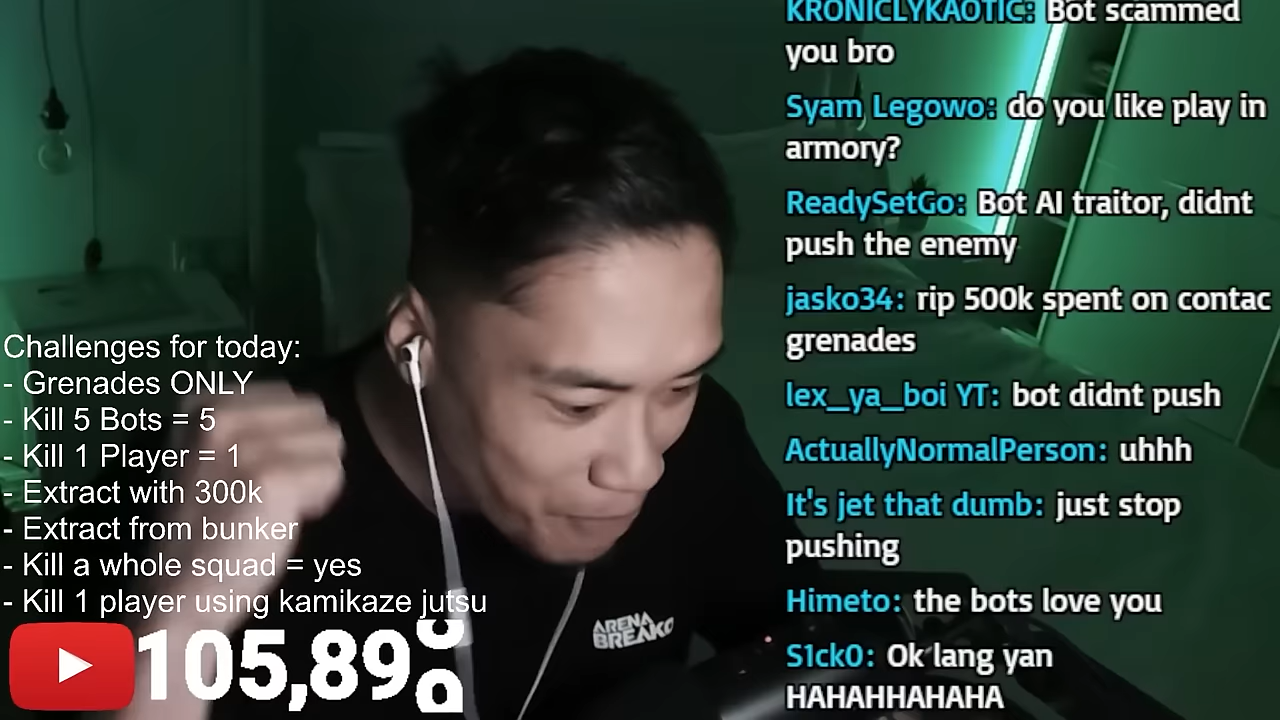 KRONICLYKAOTIC: Bot scammed
you bro
Syam Legowo: do you like play in
armory?
ReadySetGo: Bot AI traitor, didnt
push the enemy
jasko34: rip 500k spent on contac
grenades
lex_ya_boi YT: bot didnt push
ActuallyNormalPerson: uhhh
It's jet that dumb: just stop
pushing
Himeto: the bots love you
S1ck0: Ok lang yan
HAHAHHAHAHA
Challenges for today:
- Grenades ONLY
- Kill 5 Bots = 5
- Kill 1 Player = 1
- Extract with 300k
- Extract from bunker
- Kill a whole squad = yes
- Kill 1 player using kamikaze jutsu
105,89
ARENA
BREAKO